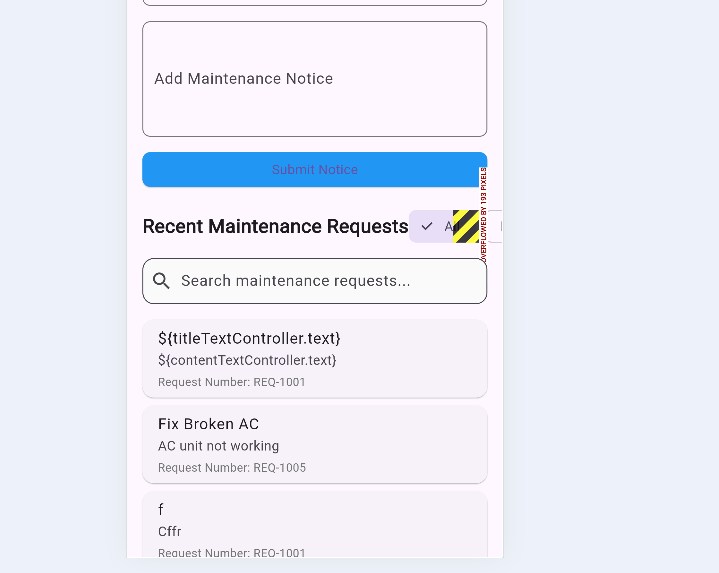 Add Maintenance Notice
Submit Notice
OVERFLOWED BY 193 PIXELS
Recent Maintenance Requests
Search maintenance requests...
${titleTextController.text}
${contentTextController.text}
Request Number: REQ-1001
Fix Broken AC
AC unit not working
Request Number: REQ-1005
f
Cffr
Request Number: REQ-1001